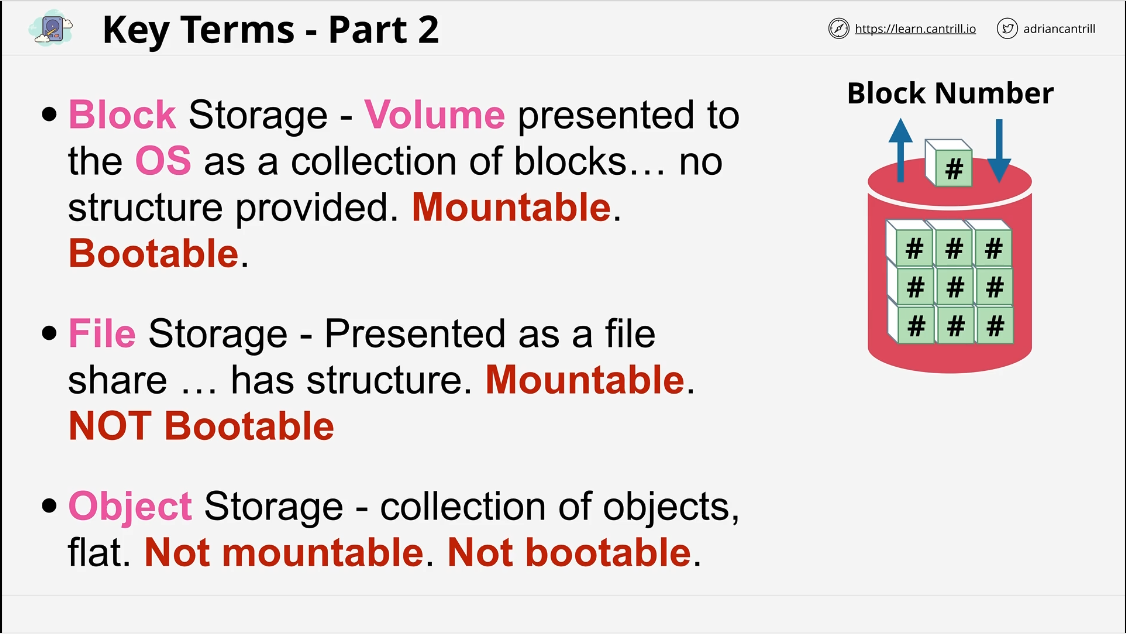 Key Terms - Part 2
https://learn.cantrill.io
adriancantrill
• Block Storage - Volume presented to
the OS as a collection of blocks… no
structure provided. Mountable.
Bootable.
• File Storage - Presented as a file
share … has structure. Mountable.
NOT Bootable
• Object Storage - collection of objects,
flat. Not mountable. Not bootable.
Block Number
#
# # #
# # #
# # #